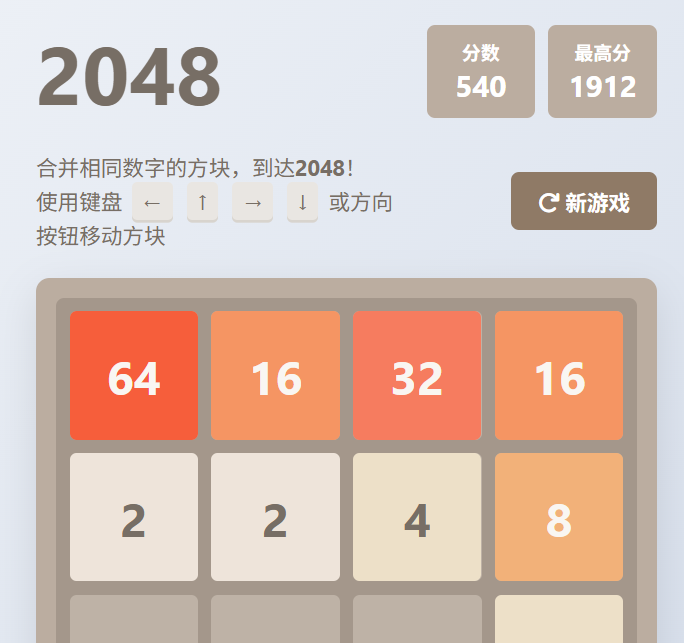 2048
分数
540
最高分
1912
合并相同数字的方块，到达2048！
使用键盘 ← ↑ → ↓ 或方向
按钮移动方块
新游戏
64 16 32 16
2 2 4 8